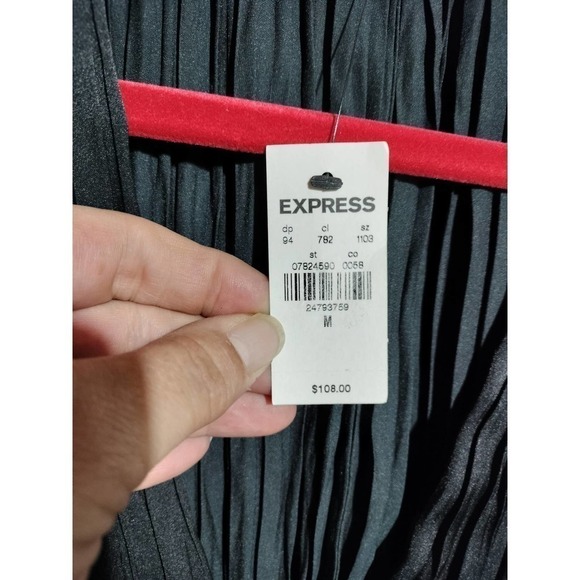 EXPRESS
dp cl sz
94 782 1103
st co
07824590 0058
24793759
M
$108.00